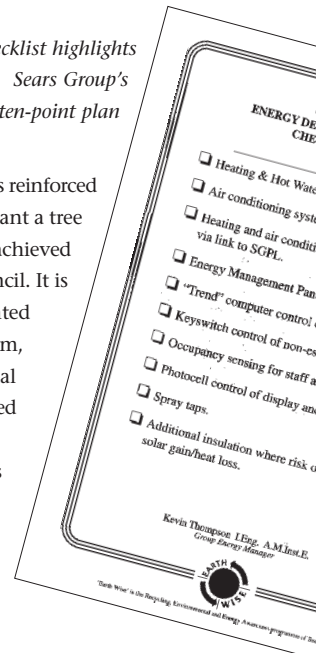 cklist highlights
Sears Group's
ten-point plan
s reinforced
ant a tree
achieved
ncil. It is
ted
m,
al
ed
s
ENERGY DE
CHE
Heating & Hot Wate
Air conditioning syst
Heating and air conditi
via link to SGPL.
Energy Management Pan
"Trend" computer control
Keyswitch control of non-es
Occupancy sensing for staff a
Photocell control of display and
Spray taps.
Additional insulation where risk o
solar gain/heat loss.
Kevin Thompson I.Eng. A.M.Inst.E.
Group Energy Manager
EARTH
WISE
"Earth Wise" is the Recycling, Environmental and Energy Awareness programme of